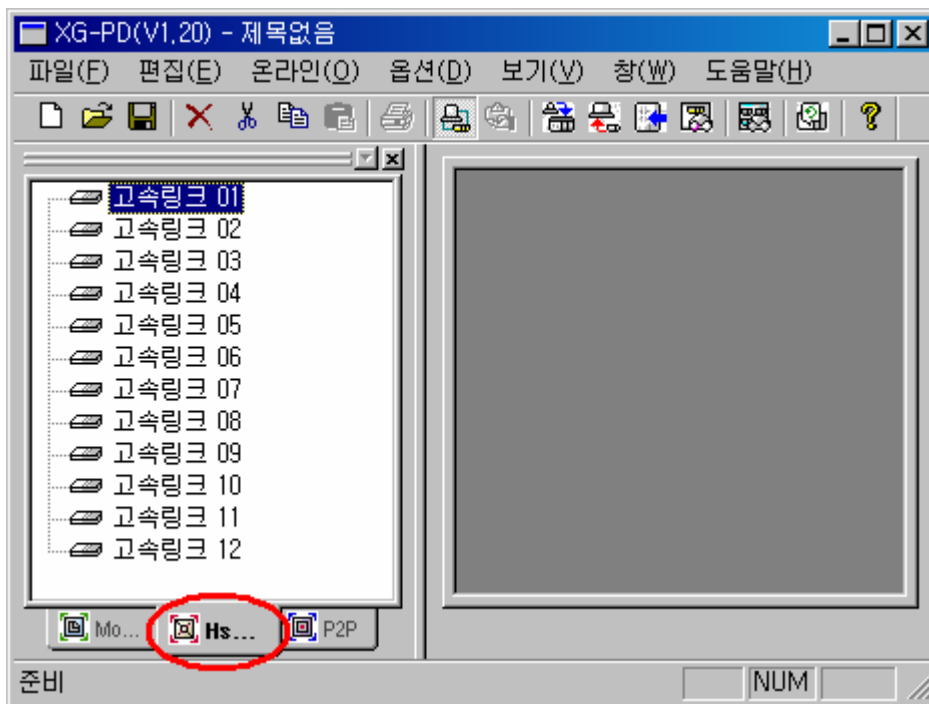 XG-PD(V1,20) - 제목없음
파일(F) 편집(E) 온라인(O) 옵션(D) 보기(V) 창(W) 도움말(H)
고속링크 01
고속링크 02
고속링크 03
고속링크 04
고속링크 05
고속링크 06
고속링크 07
고속링크 08
고속링크 09
고속링크 10
고속링크 11
고속링크 12
Mo... Hs... P2P
준비 NUM